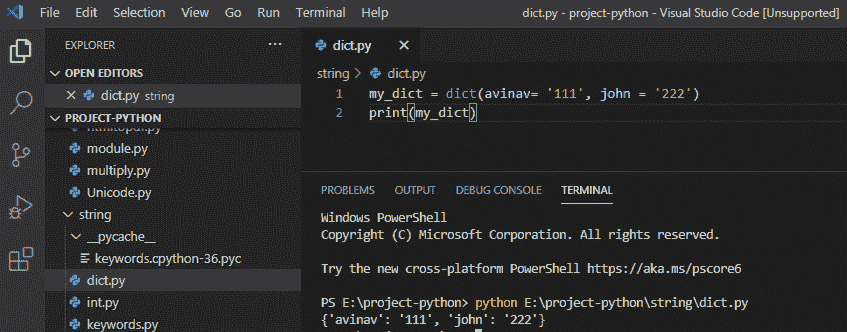 File Edit Selection View Go Run Terminal Help dict.py - project-python - Visual Studio Code [Unsupported]
EXPLORER ...
OPEN EDITORS
dict.py string
PROJECT-PYTHON
htmltopdf.py
module.py
multiply.py
Unicode.py
string
__pycache__
keywords.cpython-36.pyc
dict.py
int.py
keywords.py
dict.py
string > dict.py
1 my_dict = dict(avinav= '111', john = '222')
2 print(my_dict)
PROBLEMS OUTPUT DEBUG CONSOLE TERMINAL
Windows PowerShell
Copyright (C) Microsoft Corporation. All rights reserved.
Try the new cross-platform PowerShell https://aka.ms/pscore6
PS E:\project-python> python E:\project-python\string\dict.py
{'avinav': '111', 'john': '222'}